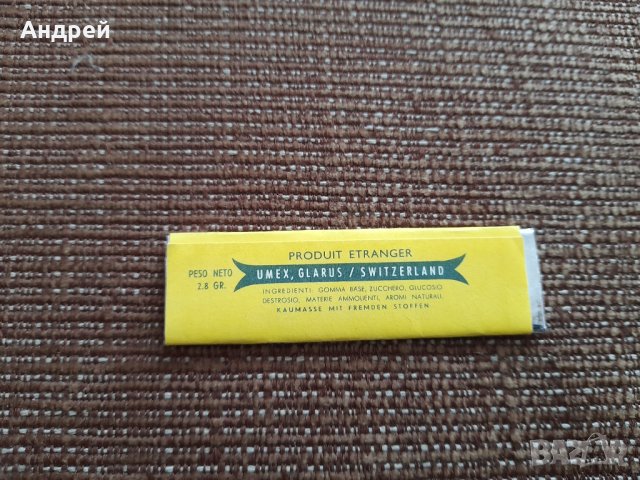 Андрей
PRODUIT ETRANGER
PESO NETO
2.8 GR.
UMEX, GLARUS / SWITZERLAND
INGREDIENTI: GOMMA BASE, ZUCCHERO, GLUCOSIO
DESTROSIO, MATERIE AMMOLIENTI, AROMI NATURALI.
KAUMASSE MIT FREMDEN STOFFEN
BAZAR